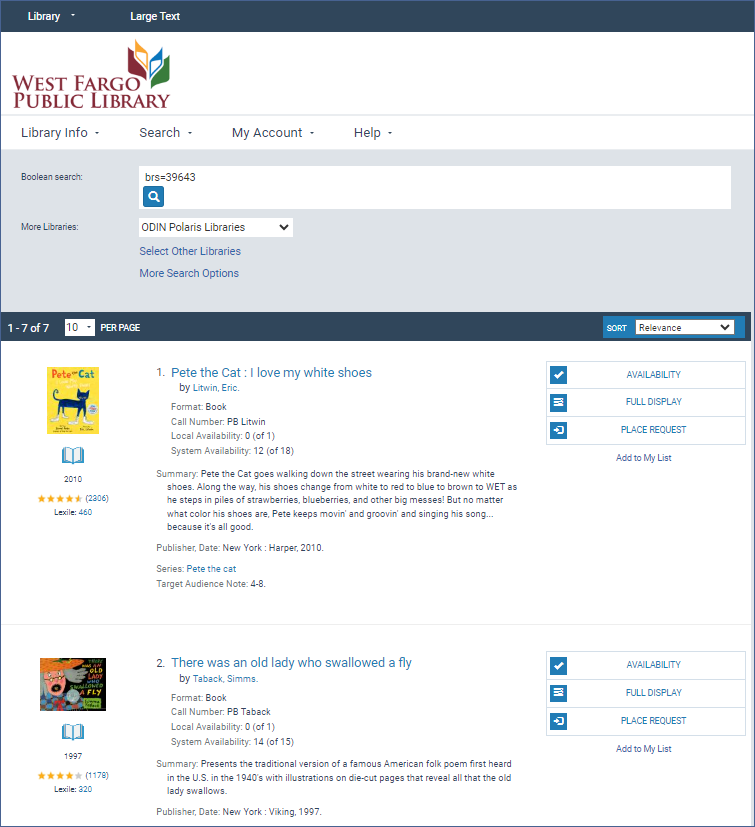 Library
Large Text
WEST FARGO
PUBLIC LIBRARY
Library Info
Search
My Account
Help
Boolean search:
brs=39643
More Libraries:
ODIN Polaris Libraries
Select Other Libraries
More Search Options
1 - 7 of 7
10
PER PAGE
SORT
Relevance
Pete the Cat
2010
(2306)
Lexile: 460
1. Pete the Cat : I love my white shoes
by Litwin, Eric.
Format: Book
Call Number: PB Litwin
Local Availability: 0 (of 1)
System Availability: 12 (of 18)
Summary: Pete the Cat goes walking down the street wearing his brand-new white
shoes. Along the way, his shoes change from white to red to blue to brown to WET as
he steps in piles of strawberries, blueberries, and other big messes! But no matter
what color his shoes are, Pete keeps movin' and groovin' and singing his song...
because it's all good.
Publisher, Date: New York : Harper, 2010.
Series: Pete the cat
Target Audience Note: 4-8.
AVAILABILITY
FULL DISPLAY
PLACE REQUEST
Add to My List
THERE
WAS AN
OLD
LADY
WHO
SWALLOWED
A FLY
1997
(1178)
Lexile: 320
2. There was an old lady who swallowed a fly
by Taback, Simms.
Format: Book
Call Number: PB Taback
Local Availability: 0 (of 1)
System Availability: 14 (of 15)
Summary: Presents the traditional version of a famous American folk poem first heard
in the U.S. in the 1940's with illustrations on die-cut pages that reveal all that the old
lady swallows.
Publisher, Date: New York : Viking, 1997.
AVAILABILITY
FULL DISPLAY
PLACE REQUEST
Add to My List